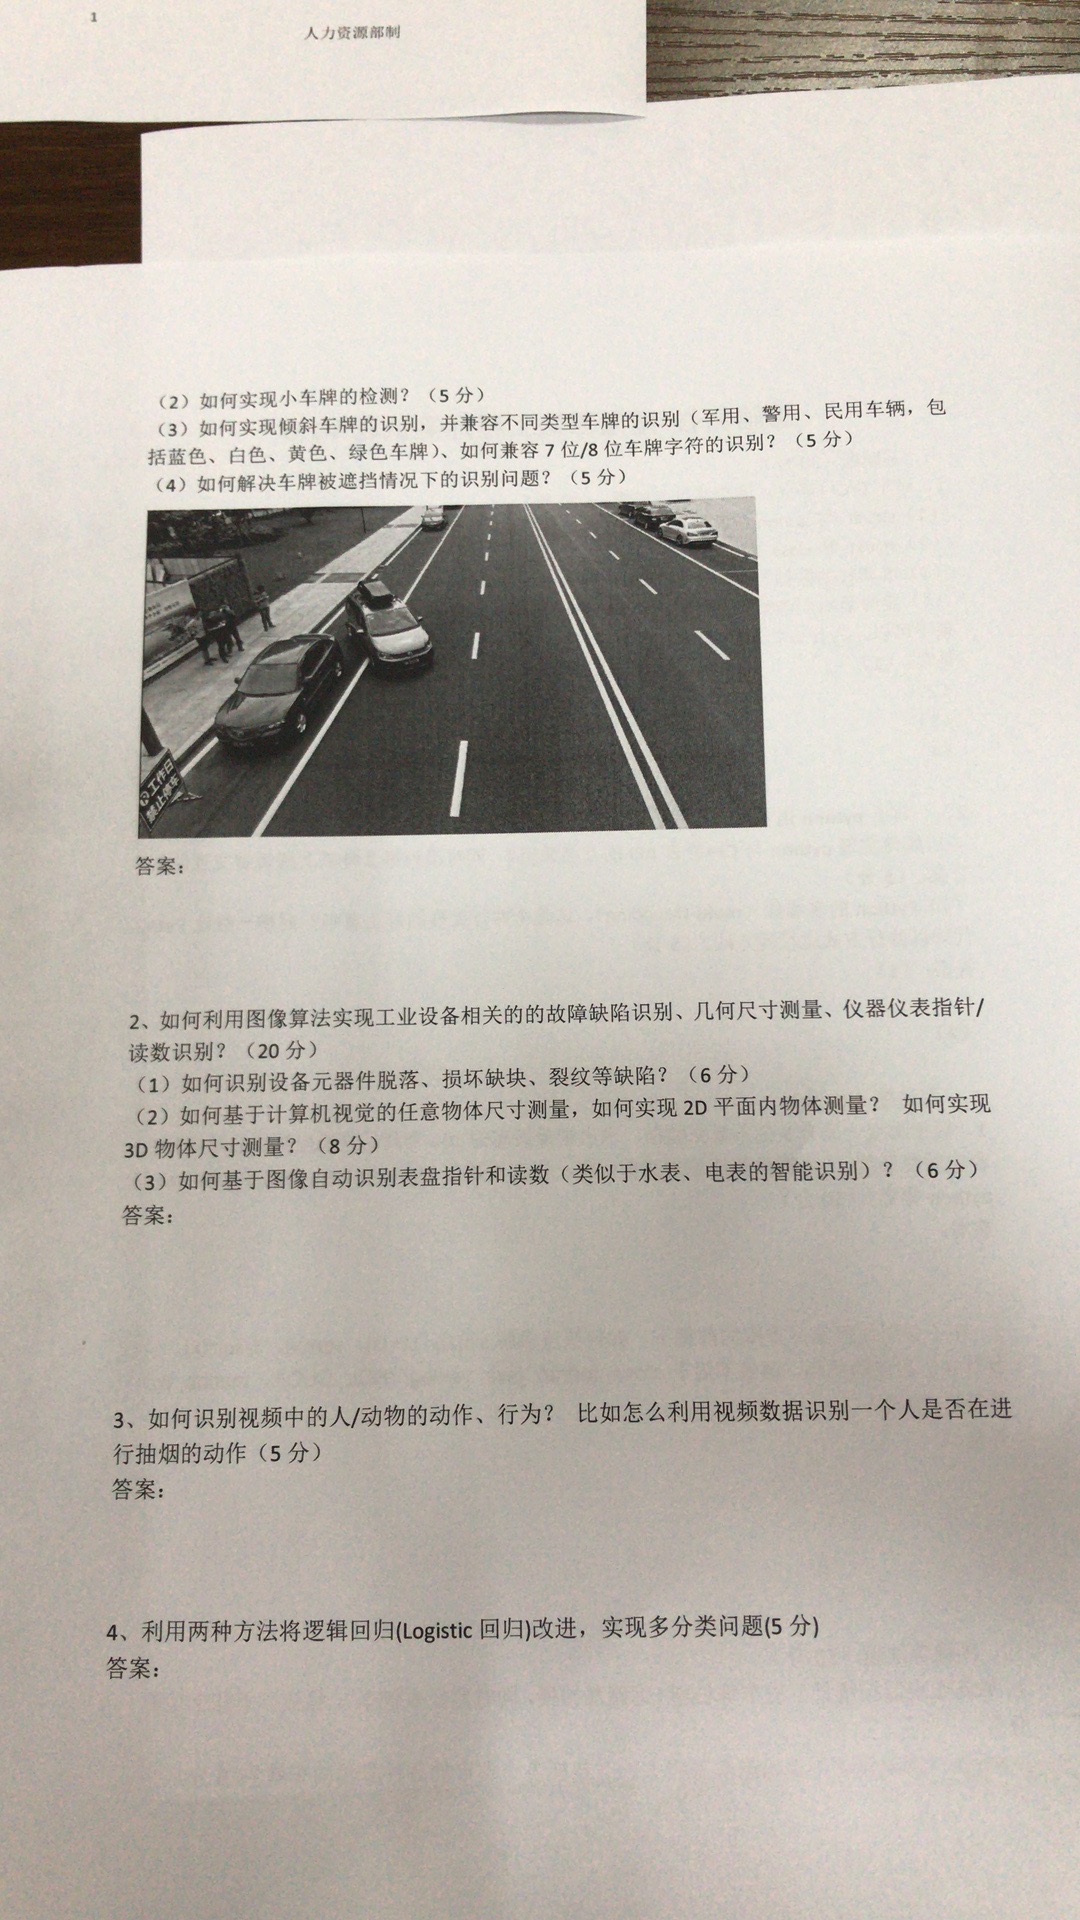 1
人力资源部制
（2）如何实现小车牌的检测？（5 分）
（3）如何实现倾斜车牌的识别，并兼容不同类型车牌的识别（军用、警用、民用车辆，包
括蓝色、白色、黄色、绿色车牌）、如何兼容 7 位/8 位车牌字符的识别？（5 分）
（4）如何解决车牌被遮挡情况下的识别问题？（5 分）
工作日
禁止停车
答案：
2、如何利用图像算法实现工业设备相关的的故障缺陷识别、几何尺寸测量、仪器仪表指针/
读数识别？（20 分）
（1）如何识别设备元器件脱落、损坏缺块、裂纹等缺陷？（6 分）
（2）如何基于计算机视觉的任意物体尺寸测量，如何实现 2D 平面内物体测量？ 如何实现
3D 物体尺寸测量？（8 分）
（3）如何基于图像自动识别表盘指针和读数（类似于水表、电表的智能识别）？（6 分）
答案：
3、如何识别视频中的人/动物的动作、行为？ 比如怎么利用视频数据识别一个人是否在进
行抽烟的动作（5 分）
答案：
4、利用两种方法将逻辑回归(Logistic 回归)改进，实现多分类问题(5 分)
答案：